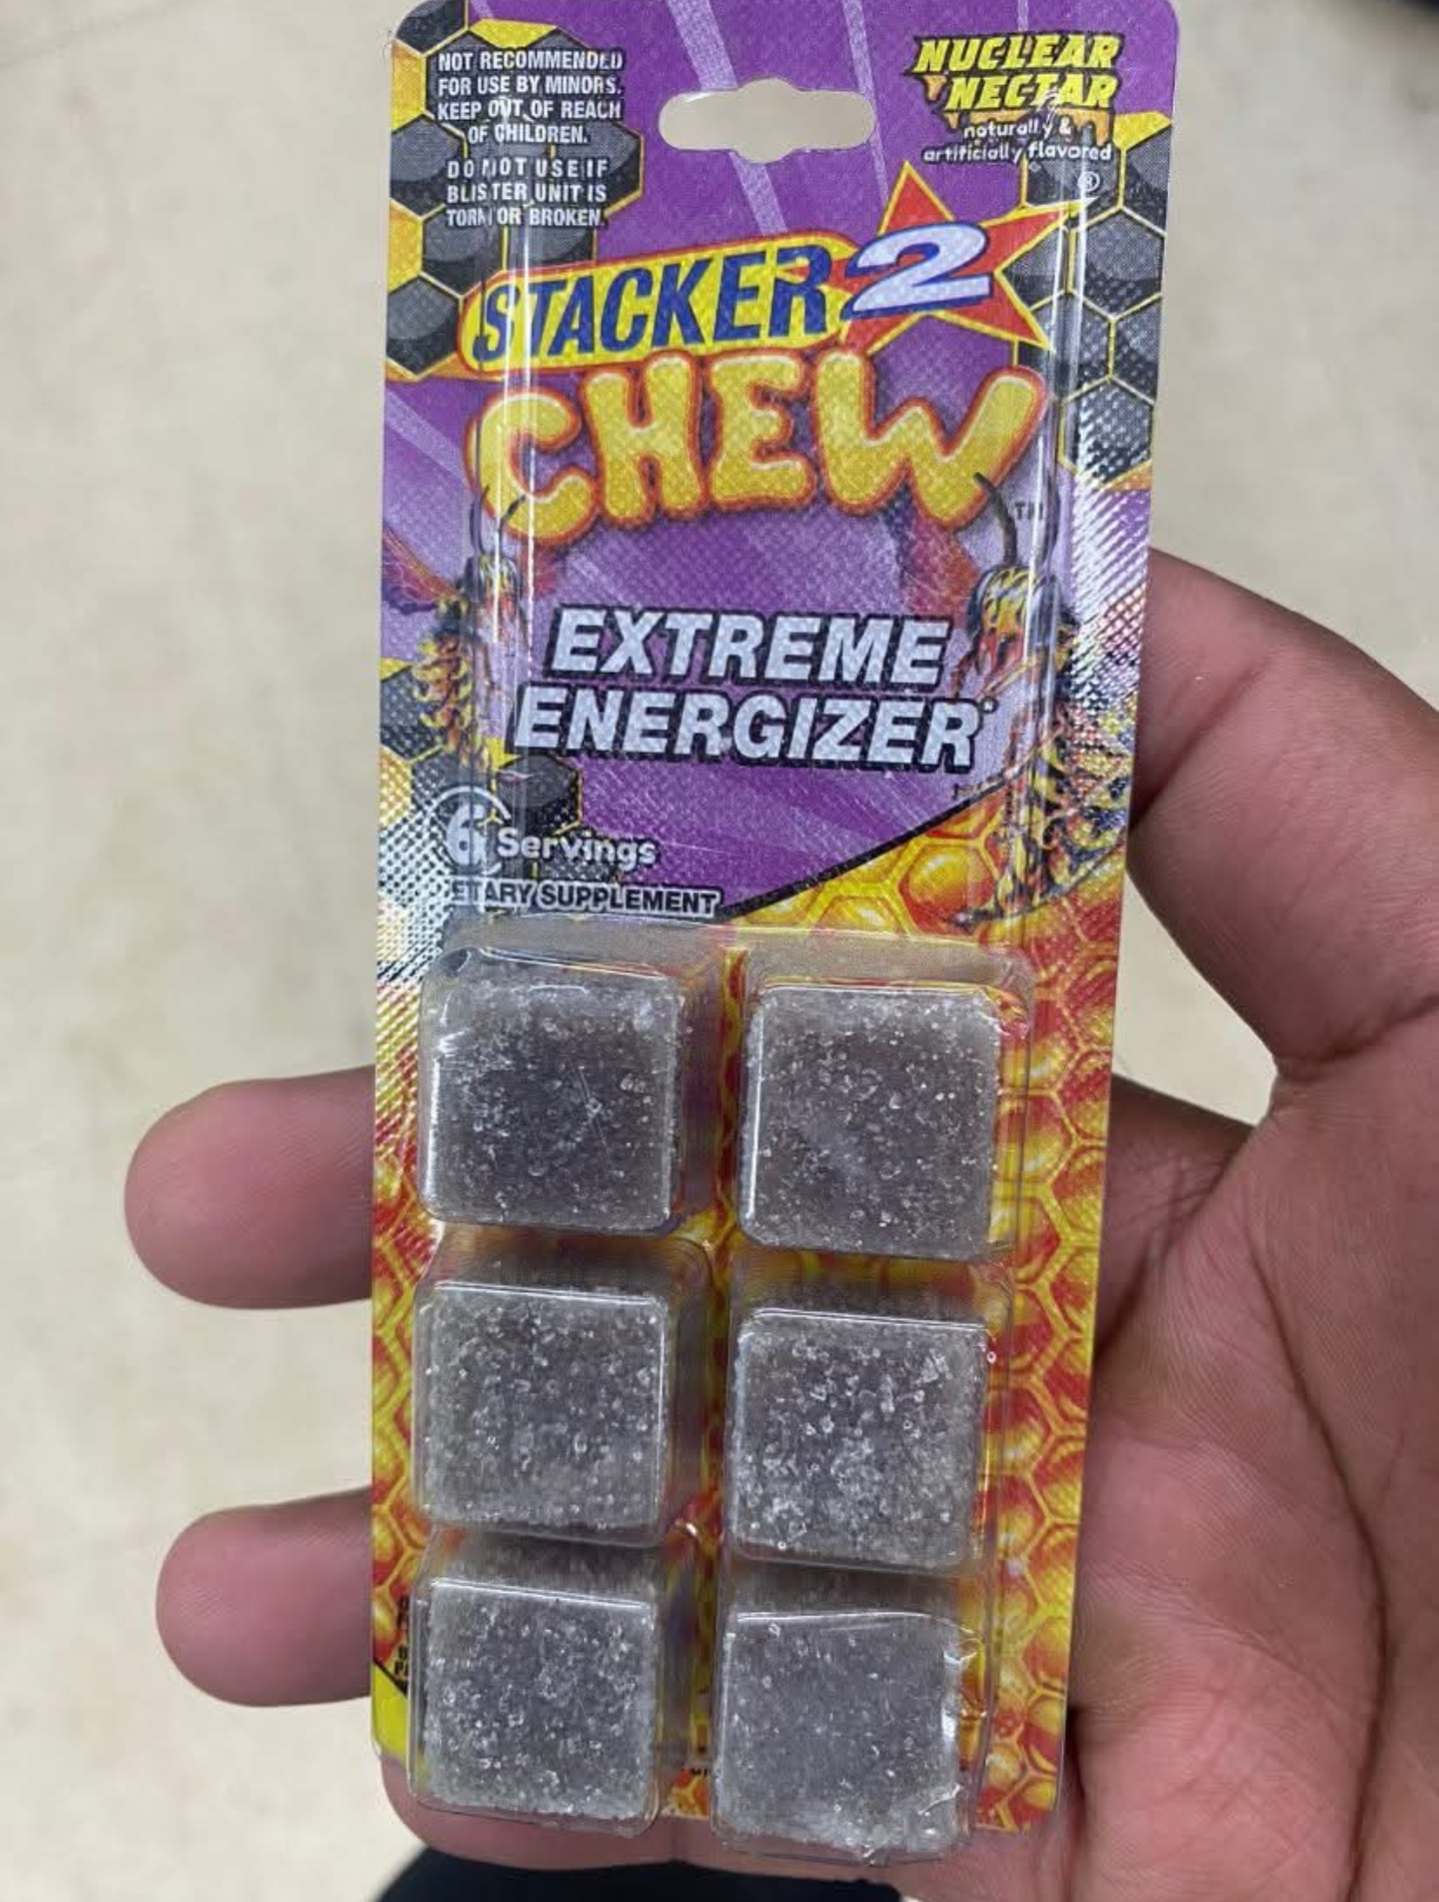 NOT RECOMMENDED
FOR USE BY MINORS.
KEEP OUT OF REACH
OF CHILDREN.
DO NOT USE IF
BLISTER UNIT IS
TORN OR BROKEN.
NUCLEAR
NECTAR
naturally &
artificially flavored
®
STACKER 2
CHEW
TM
EXTREME
ENERGIZER*
6 Servings
ETARY SUPPLEMENT